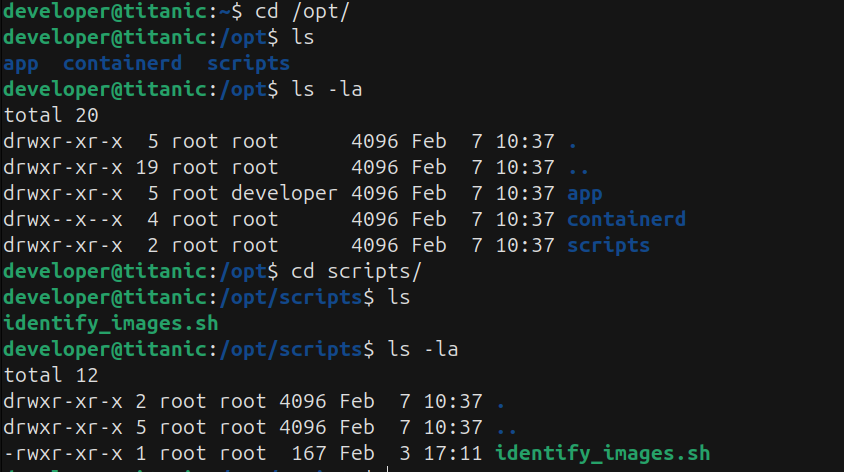 developer@titanic:~$ cd /opt/
developer@titanic:/opt$ ls
app  containerd  scripts
developer@titanic:/opt$ ls -la
total 20
drwxr-xr-x  5 root root      4096 Feb  7 10:37 .
drwxr-xr-x 19 root root      4096 Feb  7 10:37 ..
drwxr-xr-x  5 root developer 4096 Feb  7 10:37 app
drwx--x--x  4 root root      4096 Feb  7 10:37 containerd
drwxr-xr-x  2 root root      4096 Feb  7 10:37 scripts
developer@titanic:/opt$ cd scripts/
developer@titanic:/opt/scripts$ ls
identify_images.sh
developer@titanic:/opt/scripts$ ls -la
total 12
drwxr-xr-x 2 root root 4096 Feb  7 10:37 .
drwxr-xr-x 5 root root 4096 Feb  7 10:37 ..
-rwxr-xr-x 1 root root  167 Feb  3 17:11 identify_images.sh